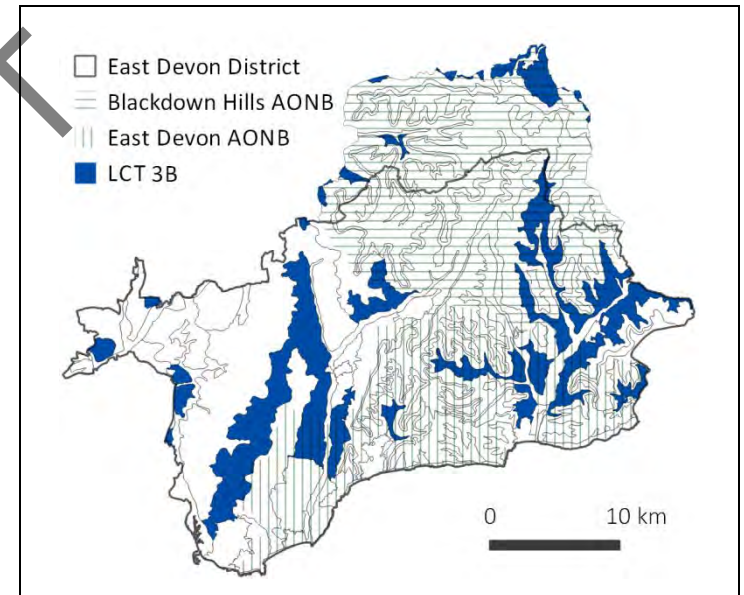 East Devon District
Blackdown Hills AONB
East Devon AONB
LCT 3B
0 10 km